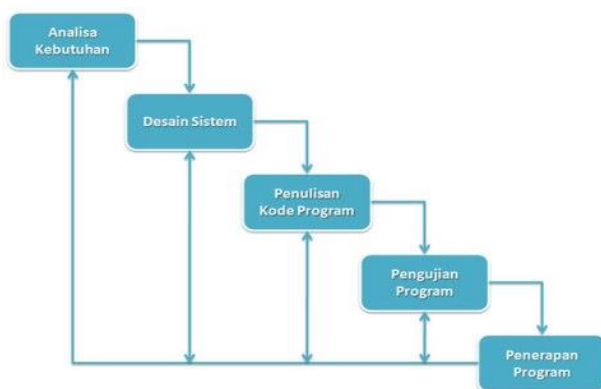 Analisa
Kebutuhan
Desain Sistem
Penulisan
Kode Program
Pengujian
Program
Penerapan
Program